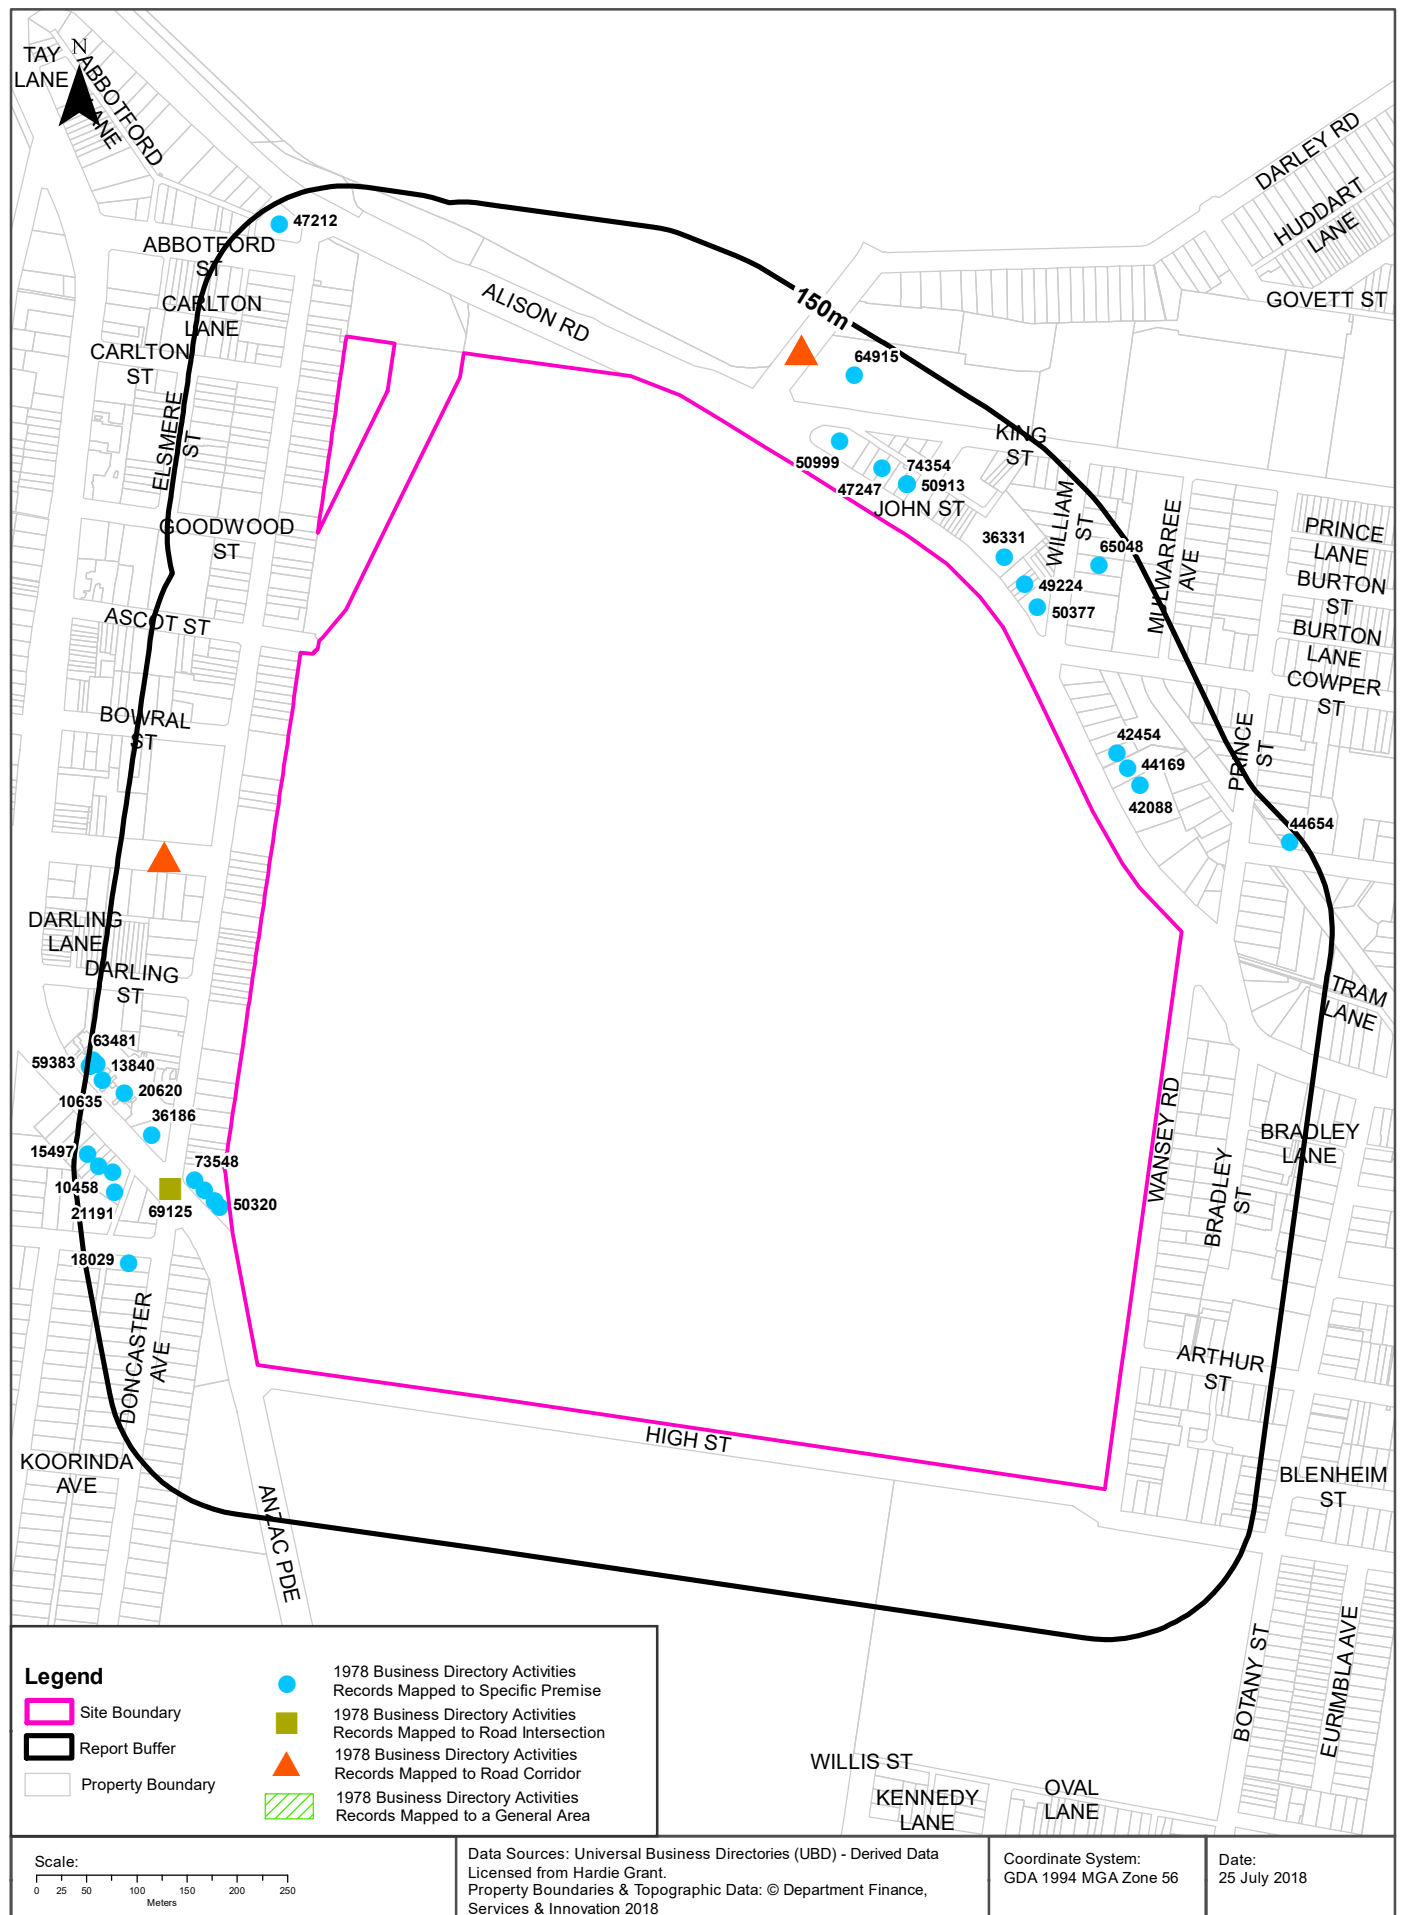 TAY
LANE
N
ABBOTFORD
LANE
DARLEY RD
HUDDART
LANE
GOVETT ST
47212
ABBOTFORD
ST
CARLTON
LANE
CARLTON
ST
ALISON RD
150m
64915
ELSMERE
ST
KING
ST
50999
74354
47247
50913
JOHN ST
WILLIAM
ST
GOODWOOD
ST
36331
65048
MULWARREE
AVE
PRINCE
LANE
BURTON
ST
49224
50377
BURTON
LANE
ASCOT ST
COWPER
ST
BOWRAL
ST
PRINCE
ST
42454
44169
42088
44654
DARLING
LANE
DARLING
ST
TRAM
LANE
63481
59383
13840
10635
20620
36186
15497
73548
10458
21191
69125
50320
18029
WANSEY RD
BRADLEY
LANE
BRADLEY
ST
DONCASTER
AVE
ARTHUR
ST
HIGH ST
KOORINDA
AVE
BLENHEIM
ST
ANZAC PDE
BOTANY ST
EURIMBLA AVE
WILLIS ST
KENNEDY
LANE
OVAL
LANE
Legend
Site Boundary
Report Buffer
Property Boundary
1978 Business Directory Activities
Records Mapped to Specific Premise
1978 Business Directory Activities
Records Mapped to Road Intersection
1978 Business Directory Activities
Records Mapped to Road Corridor
1978 Business Directory Activities
Records Mapped to a General Area
Scale:
0 25 50 100 150 200 250
Meters
Data Sources: Universal Business Directories (UBD) - Derived Data
Licensed from Hardie Grant.
Property Boundaries & Topographic Data: © Department Finance,
Services & Innovation 2018
Coordinate System:
GDA 1994 MGA Zone 56
Date:
25 July 2018